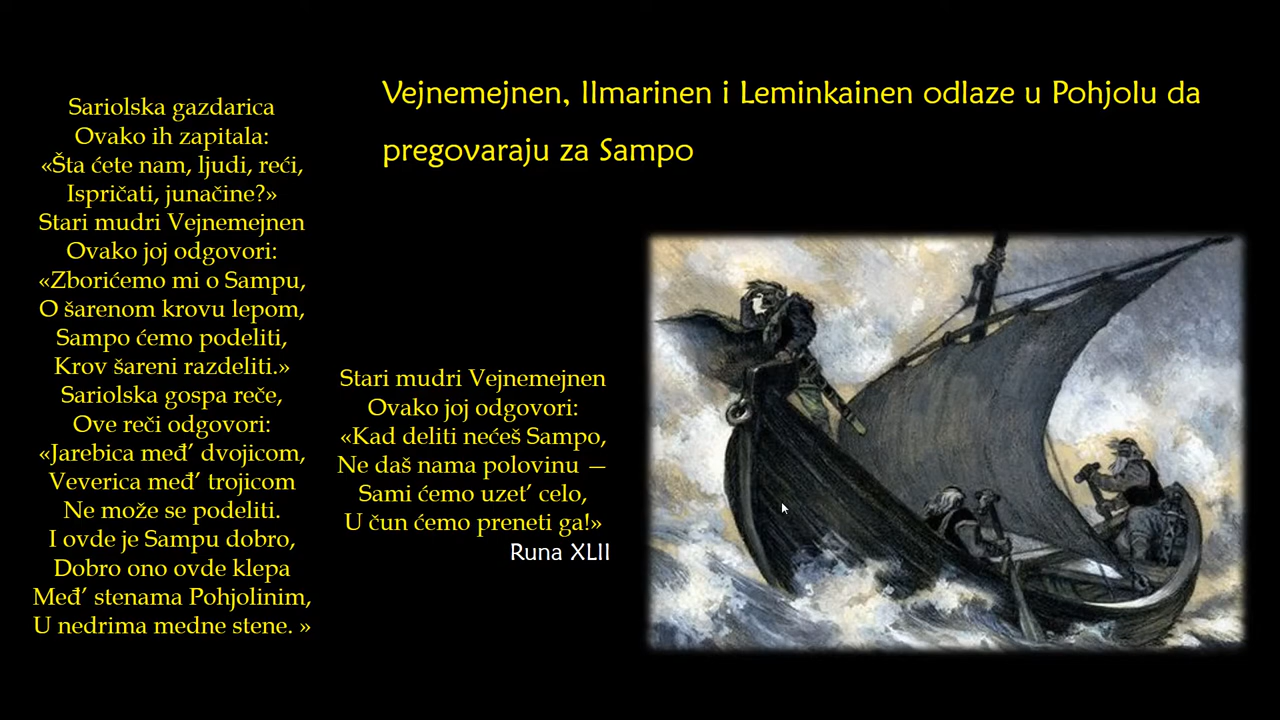 Vejnemejnen, Ilmarinen i Leminkainen odlaze u Pohjolu da
pregovaraju za Sampo
Sariolska gazdarica
Ovako ih zapitala:
«Šta ćete nam, ljudi, reći,
Ispričati, junačine?»
Stari mudri Vejnemejnen
Ovako joj odgovori:
«Zborićemo mi o Sampu,
O šarenom krovu lepom,
Sampo ćemo podeliti,
Krov šareni razdeliti.»
Sariolska gospa reče,
Ove reči odgovori:
«Jarebica međ’ dvojicom,
Veverica međ’ trojicom
Ne može se podeliti.
I ovde je Sampu dobro,
Dobro ono ovde klepa
Međ’ stenama Pohjolinim,
U nedrima medne stene. »
Stari mudri Vejnemejnen
Ovako joj odgovori:
«Kad deliti nećeš Sampo,
Ne daš nama polovinu —
Sami ćemo uzet’ celo,
U čun ćemo preneti ga!»
Runa XLII